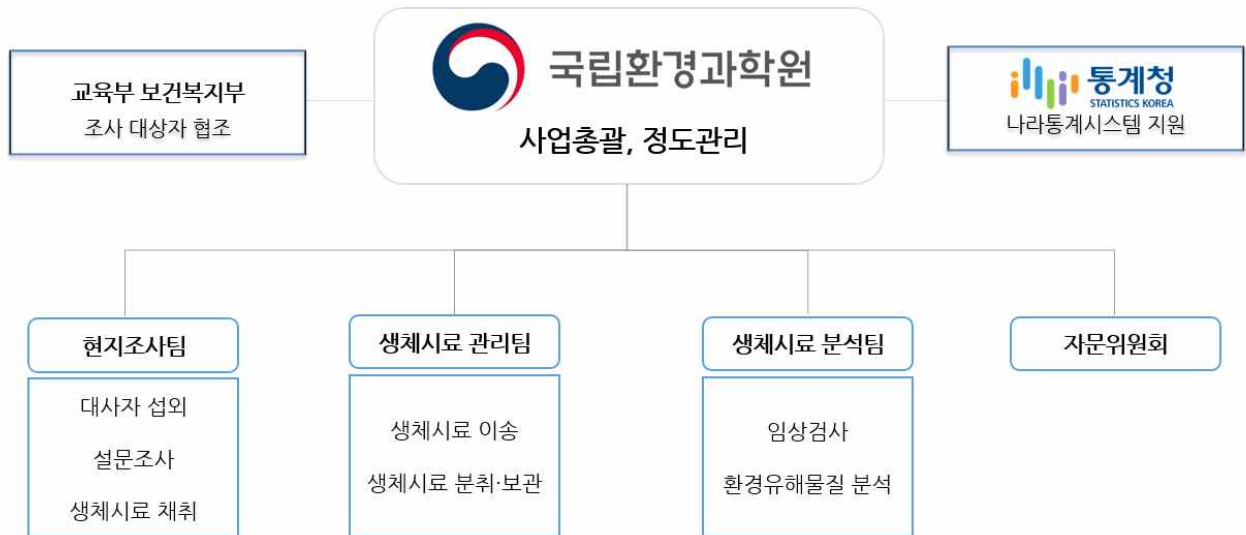 국립환경과학원
사업총괄, 정도관리
교육부 보건복지부
조사 대상자 협조
통계청
STATISTICS KOREA
나라통계시스템 지원
현지조사팀
대사자 섭외
설문조사
생체시료 채취
생체시료 관리팀
생체시료 이송
생체시료 분취·보관
생체시료 분석팀
임상검사
환경유해물질 분석
자문위원회